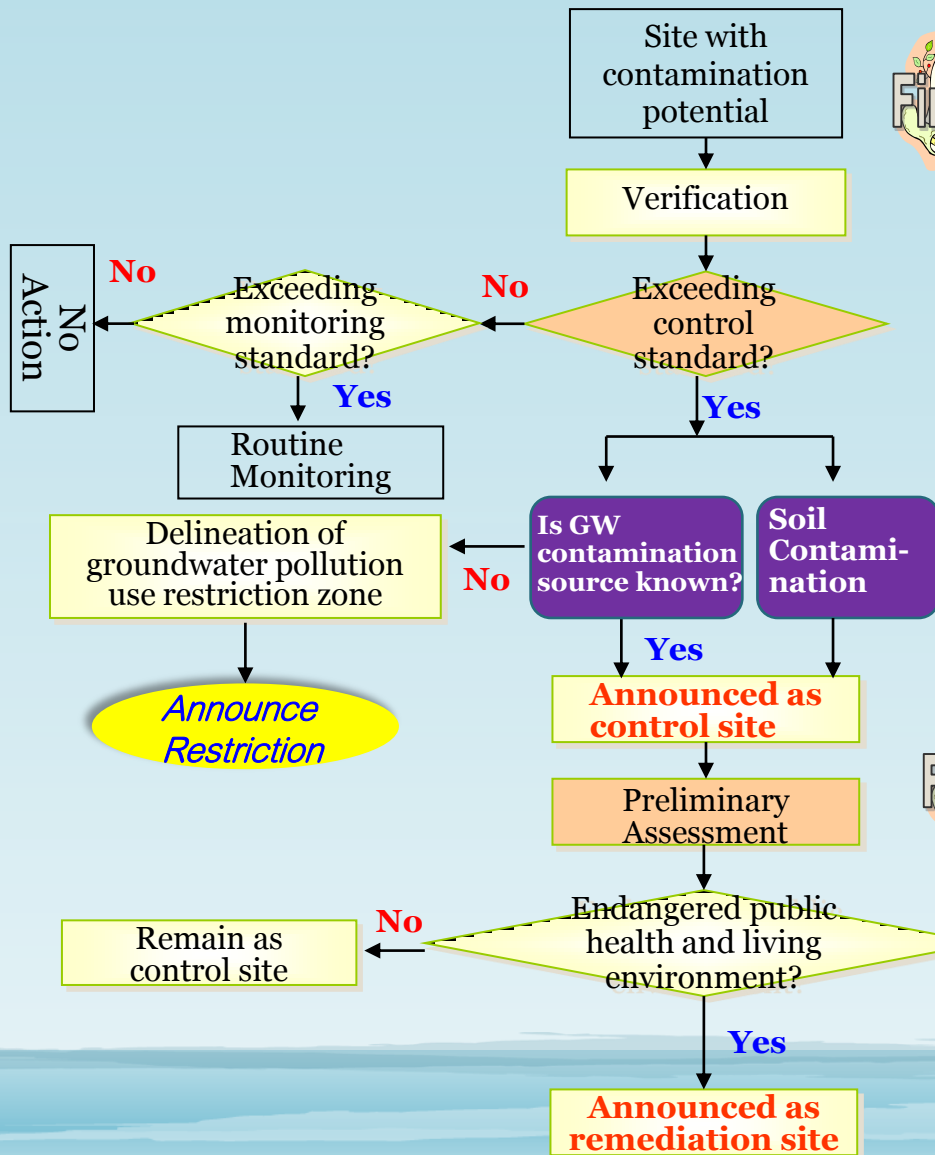 Site with
contamination
potential
Verification
No
Action
No
Exceeding
monitoring
standard?
No
Exceeding
control
standard?
Yes
Yes
Routine
Monitoring
Delineation of
groundwater pollution
use restriction zone
No
Is GW
contamination
source known?
Soil
Contami-
nation
Yes
Announce
Restriction
Announced as
control site
Preliminary
Assessment
Remain as
control site
No
Endangered public
health and living
environment?
Yes
Announced as
remediation site